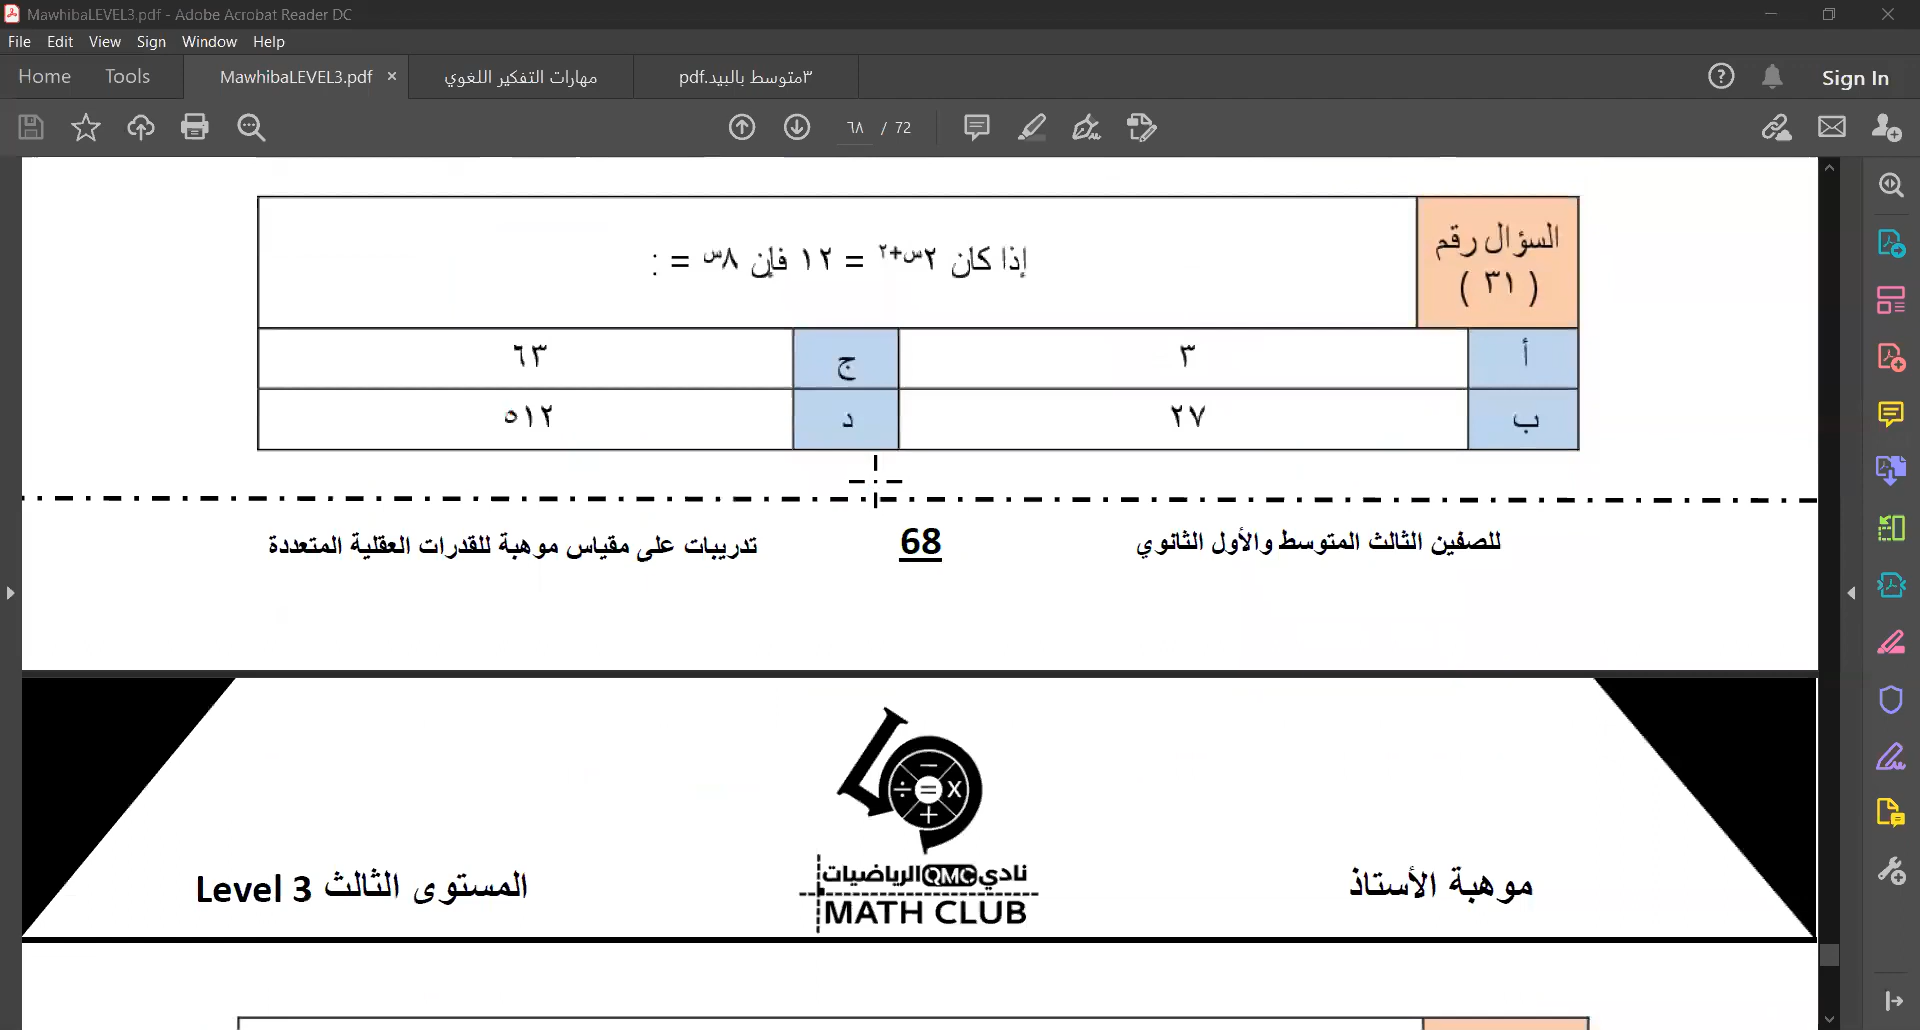 MawhibaLEVEL3.pdf - Adobe Acrobat Reader DC
File Edit View Sign Window Help
Home Tools MawhibaLEVEL3.pdf × مهارات التفكير اللغوي ٣متوسط بالبيد.pdf Sign In
٦٨ / 72
السؤال رقم
( ٣١ )
إذا كان ٢س+٢ = ١٢ فإن ٨س = :
أ ٣ ج ٦٣
ب ٢٧ د ٥١٢
للصفين الثالث المتوسط والأول الثانوي 68 تدريبات على مقياس موهبة للقدرات العقلية المتعددة
موهبة الأستاذ
نادي QMC الرياضيات
MATH CLUB
المستوى الثالث Level 3